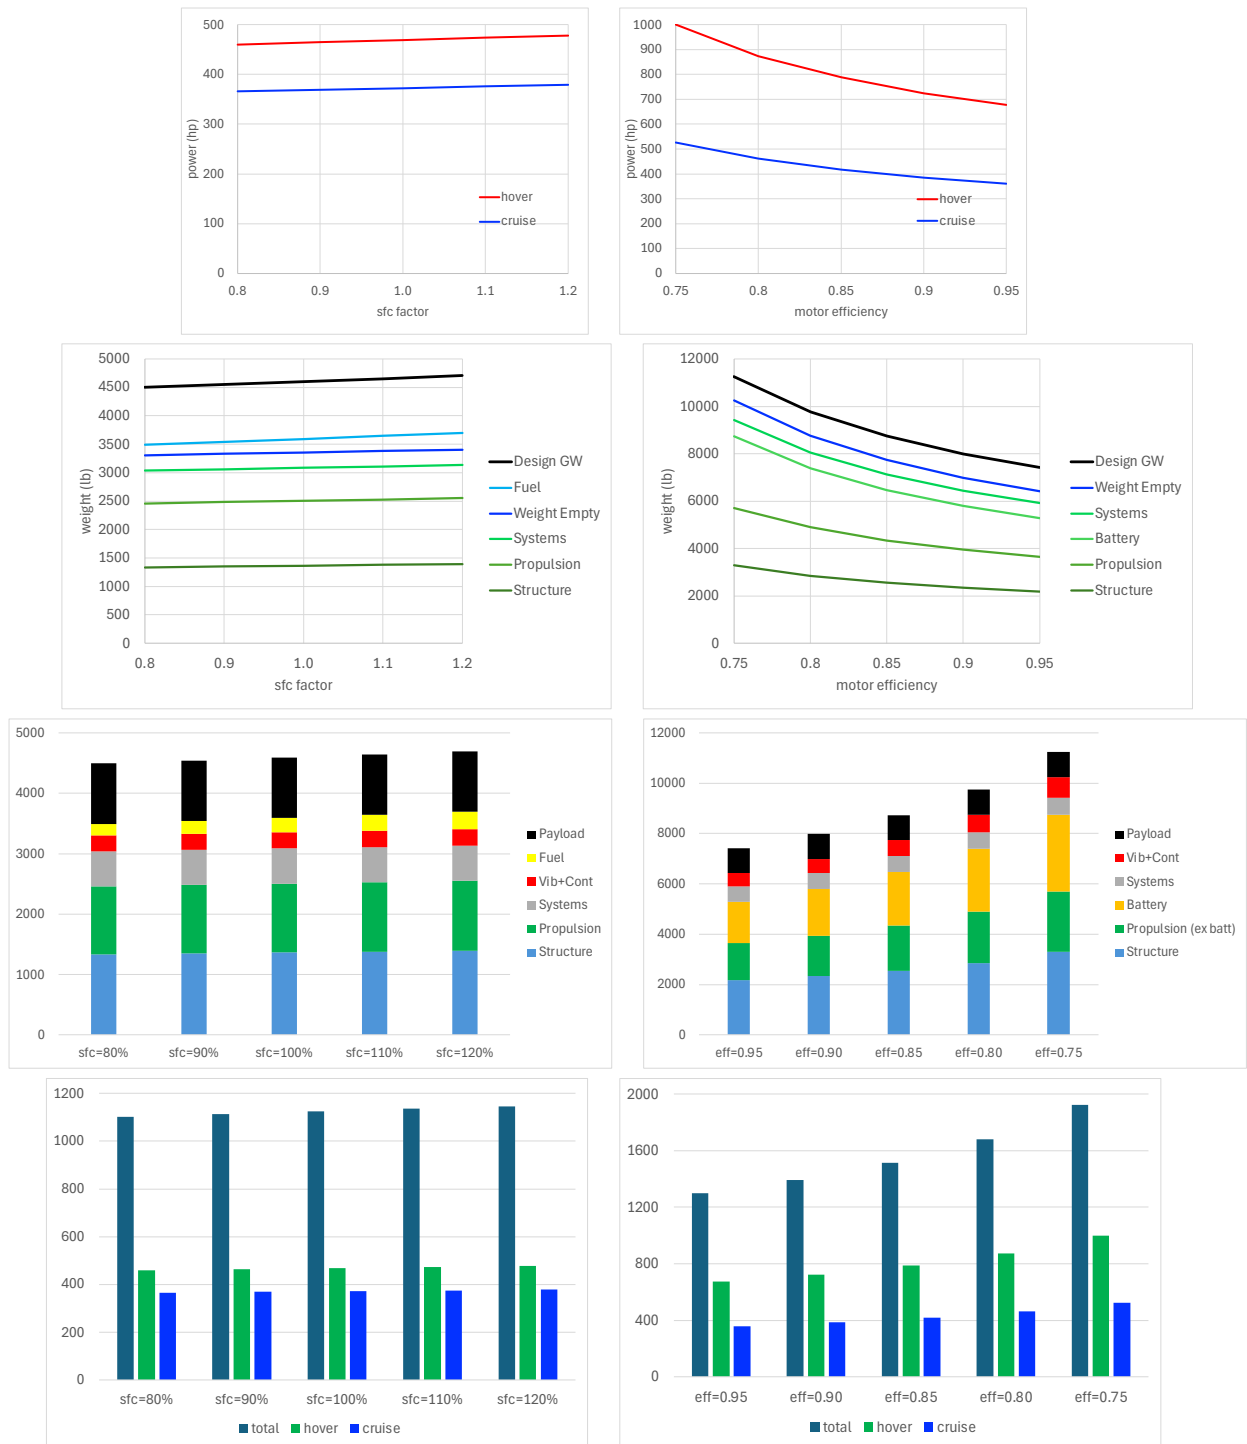 500
400
300
200
100
0
power (hp)
hover
cruise
0.8 0.9 1.0 1.1 1.2
sfc factor
1000
900
800
700
600
500
400
300
200
100
0
power (hp)
hover
cruise
0.75 0.8 0.85 0.9 0.95
motor efficiency
5000
4500
4000
3500
3000
2500
2000
1500
1000
500
0
weight (lb)
Design GW
Fuel
Weight Empty
Systems
Propulsion
Structure
0.8 0.9 1.0 1.1 1.2
sfc factor
12000
10000
8000
6000
4000
2000
0
weight (lb)
Design GW
Weight Empty
Systems
Battery
Propulsion
Structure
0.75 0.8 0.85 0.9 0.95
motor efficiency
5000
4000
3000
2000
1000
0
Payload
Fuel
Vib+Cont
Systems
Propulsion
Structure
sfc=80% sfc=90% sfc=100% sfc=110% sfc=120%
12000
10000
8000
6000
4000
2000
0
Payload
Vib+Cont
Systems
Battery
Propulsion (ex batt)
Structure
eff=0.95 eff=0.90 eff=0.85 eff=0.80 eff=0.75
1200
1000
800
600
400
200
0
sfc=80% sfc=90% sfc=100% sfc=110% sfc=120%
total hover cruise
2000
1600
1200
800
400
0
eff=0.95 eff=0.90 eff=0.85 eff=0.80 eff=0.75
total hover cruise